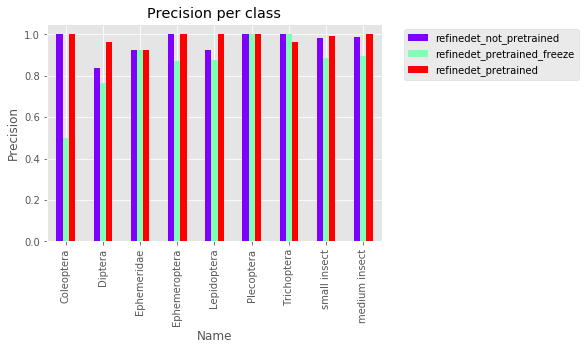 Precision per class
refinedet_not_pretrained
refinedet_pretrained_freeze
refinedet_pretrained
Precision
1.0
0.8
0.6
0.4
0.2
0.0
Coleoptera
Diptera
Ephemeridae
Ephemeroptera
Lepidoptera
Plecoptera
Trichoptera
small insect
medium insect
Name